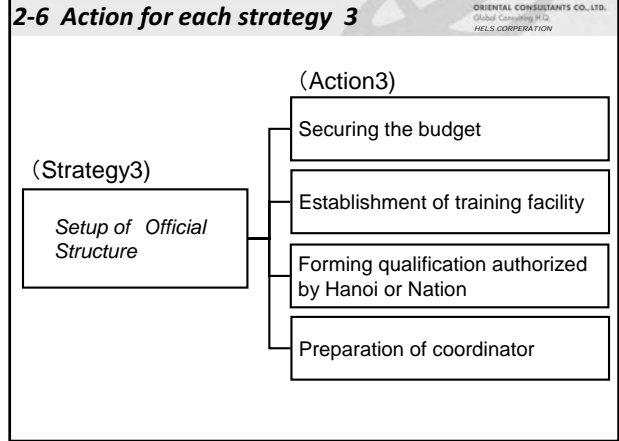 2-6 Action for each strategy 3
ORIENTAL CONSULTANTS CO., LTD.
Global Consulting H.Q.
HELS CORPERATION
（Action3）
Securing the budget
（Strategy3）
Establishment of training facility
Setup of Official
Structure
Forming qualification authorized
by Hanoi or Nation
Preparation of coordinator